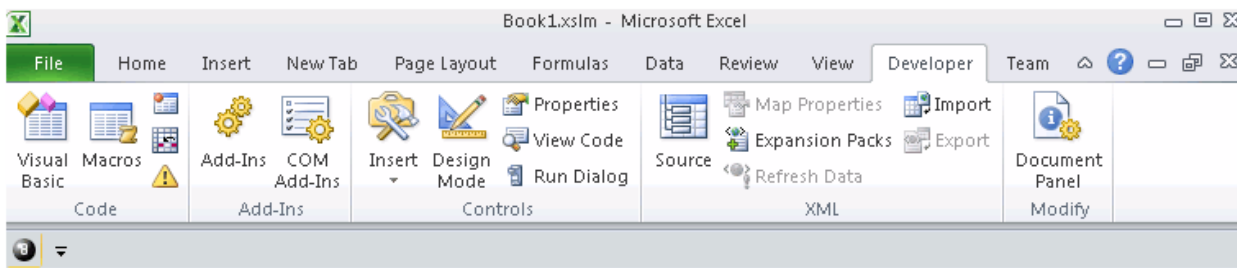 Book1.xslm - Microsoft Excel
File Home Insert New Tab Page Layout Formulas Data Review View Developer Team
Properties Map Properties Import
View Code Expansion Packs Export
Visual Basic Macros Add-Ins COM Add-Ins Insert Design Mode Run Dialog Source Refresh Data Document Panel
Code Add-Ins Controls XML Modify